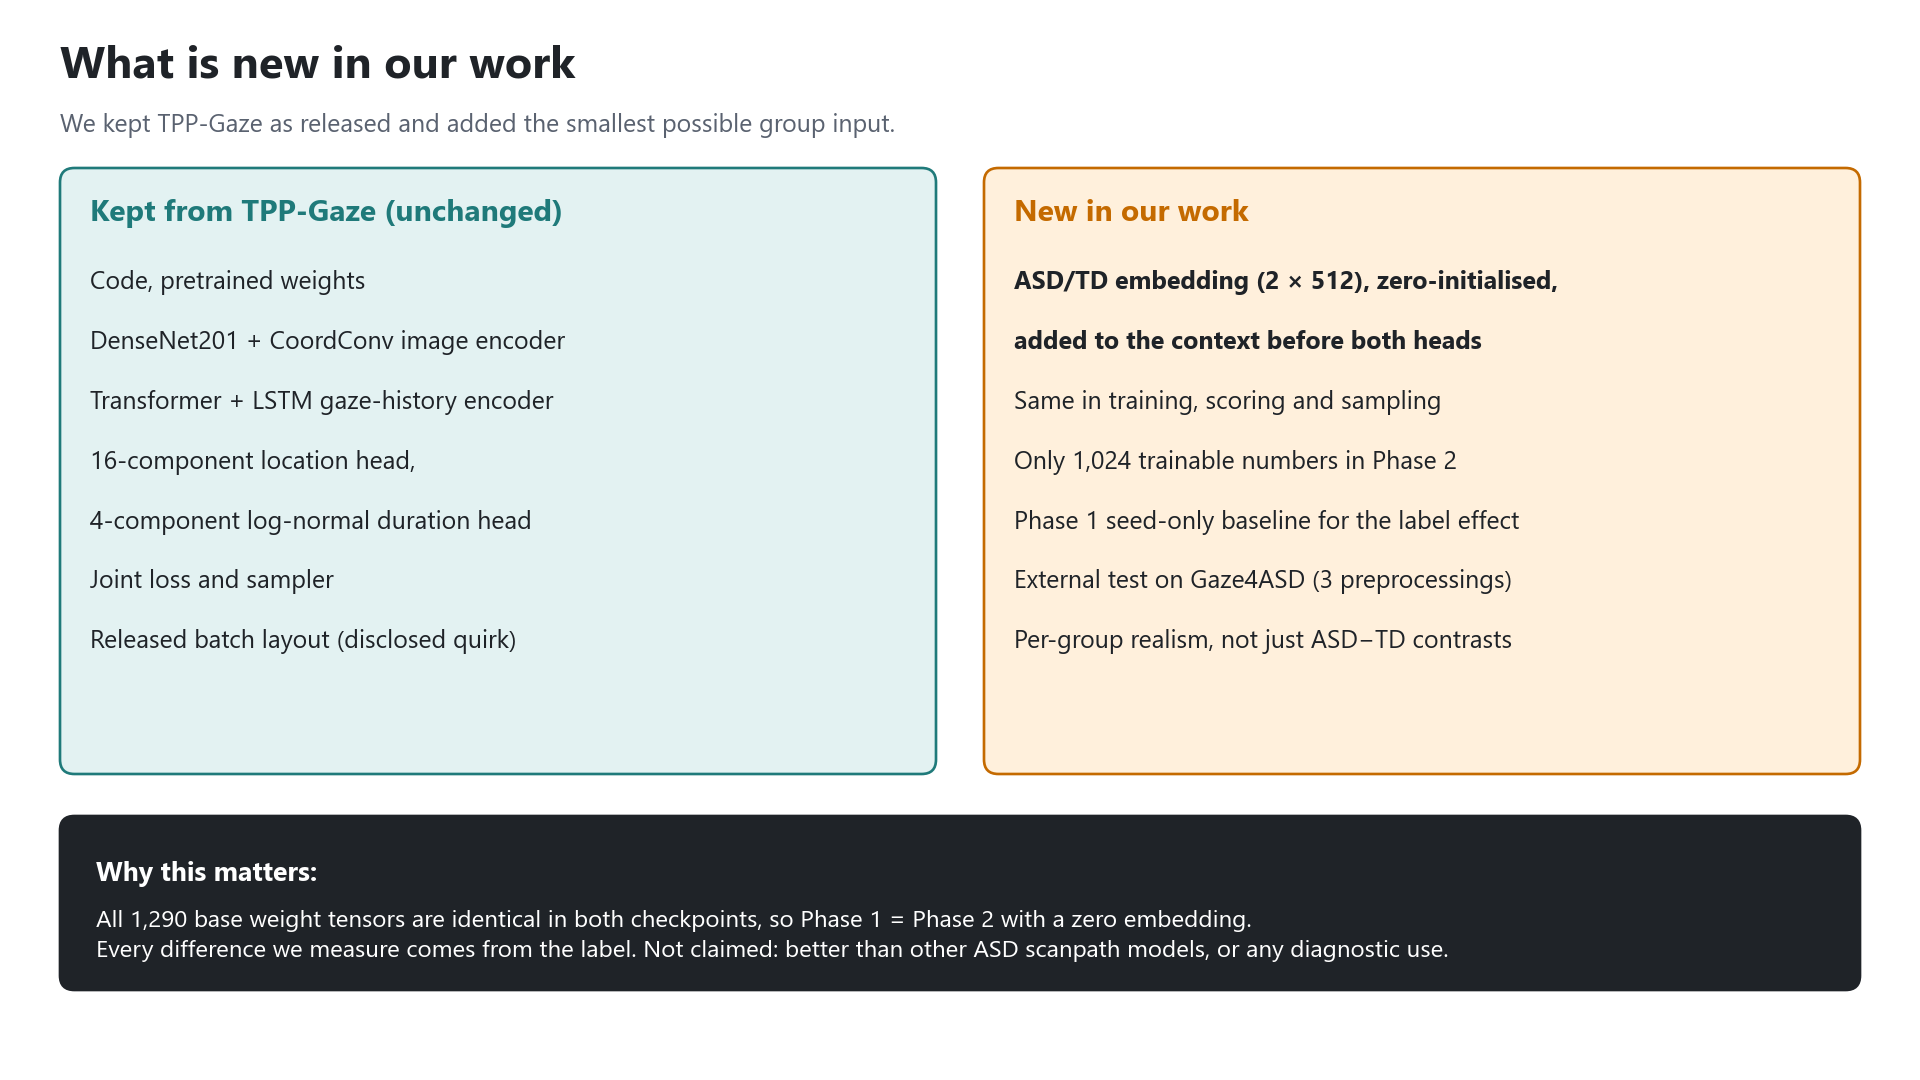 What is new in our work
We kept TPP-Gaze as released and added the smallest possible group input.
Kept from TPP-Gaze (unchanged)
Code, pretrained weights
DenseNet201 + CoordConv image encoder
Transformer + LSTM gaze-history encoder
16-component location head,
4-component log-normal duration head
Joint loss and sampler
Released batch layout (disclosed quirk)
New in our work
ASD/TD embedding (2 × 512), zero-initialised,
added to the context before both heads
Same in training, scoring and sampling
Only 1,024 trainable numbers in Phase 2
Phase 1 seed-only baseline for the label effect
External test on Gaze4ASD (3 preprocessings)
Per-group realism, not just ASD−TD contrasts
Why this matters:
All 1,290 base weight tensors are identical in both checkpoints, so Phase 1 = Phase 2 with a zero embedding.
Every difference we measure comes from the label. Not claimed: better than other ASD scanpath models, or any diagnostic use.